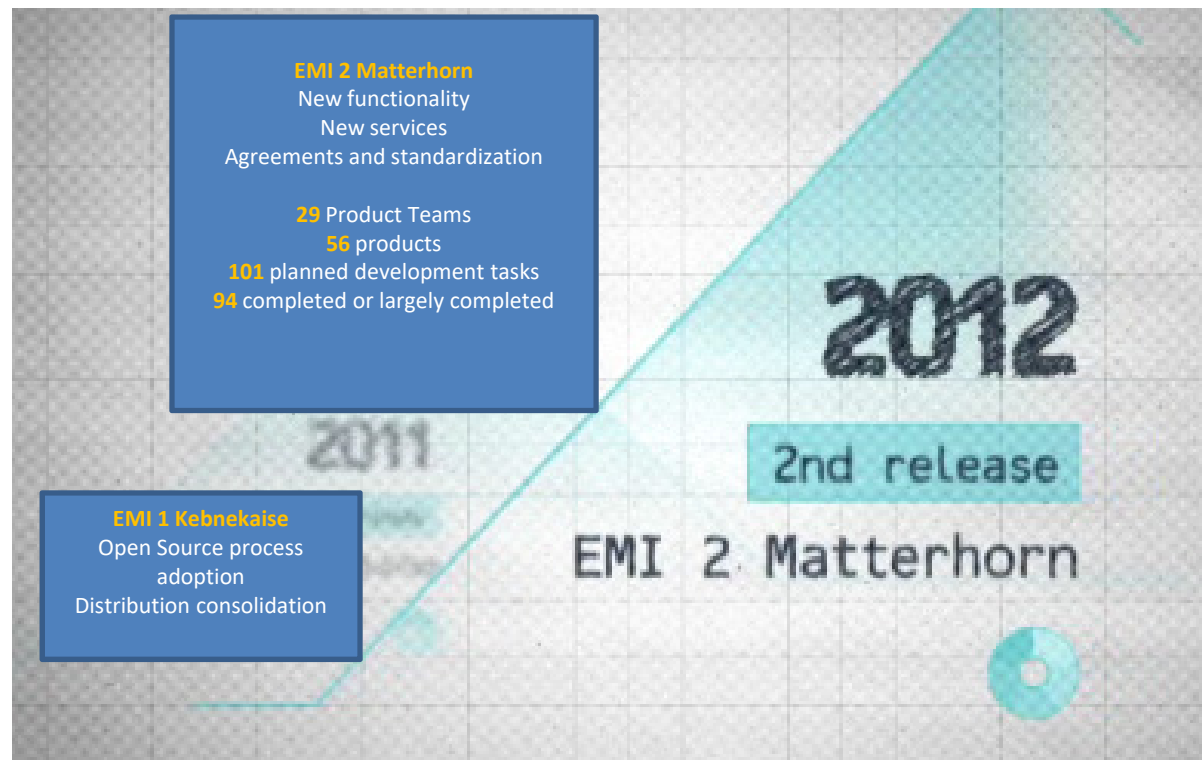 EMI 2 Matterhorn
New functionality
New services
Agreements and standardization
29 Product Teams
56 products
101 planned development tasks
94 completed or largely completed
2012
2nd release
EMI 2 Matterhorn
2011
EMI 1 Kebnekaise
Open Source process
adoption
Distribution consolidation